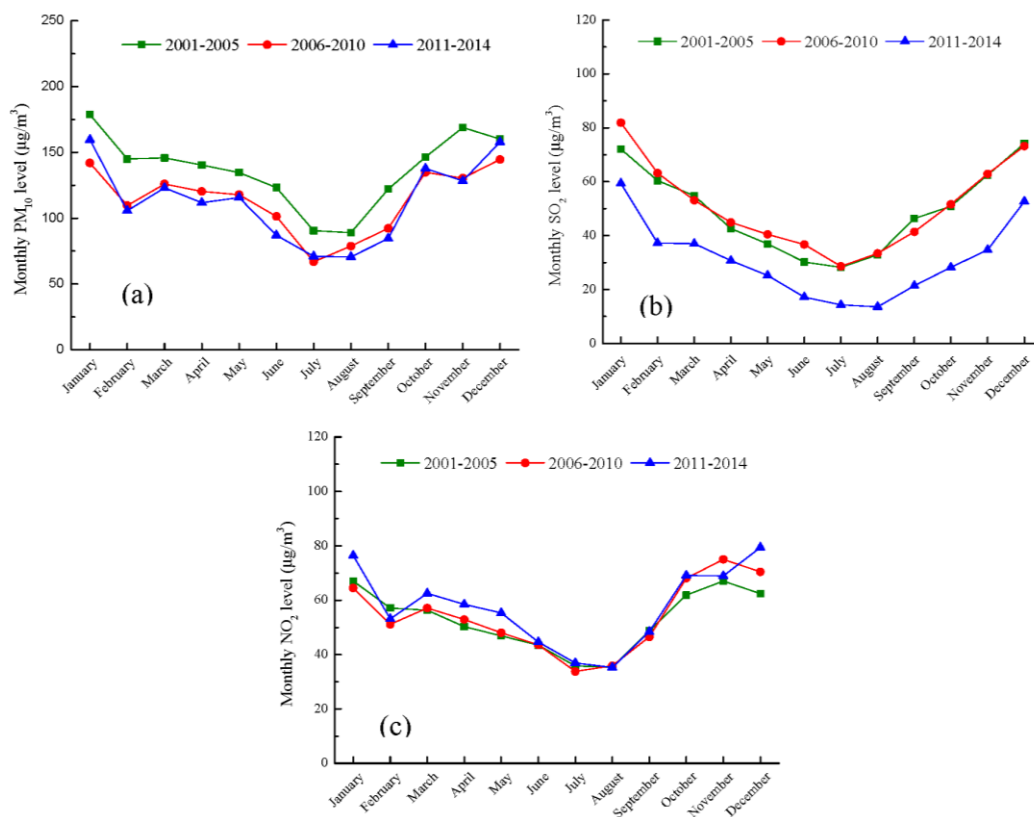 250
200
150
100
50
0
Monthly PM₁₀ level (µg/m³)
2001-2005 2006-2010 2011-2014
(a)
January February March April May June July August September October November December
120
100
80
60
40
20
0
Monthly SO₂ level (µg/m³)
2001-2005 2006-2010 2011-2014
(b)
January February March April May June July August September October November December
120
100
80
60
40
20
0
Monthly NO₂ level (µg/m³)
2001-2005 2006-2010 2011-2014
(c)
January February March April May June July August September October November December